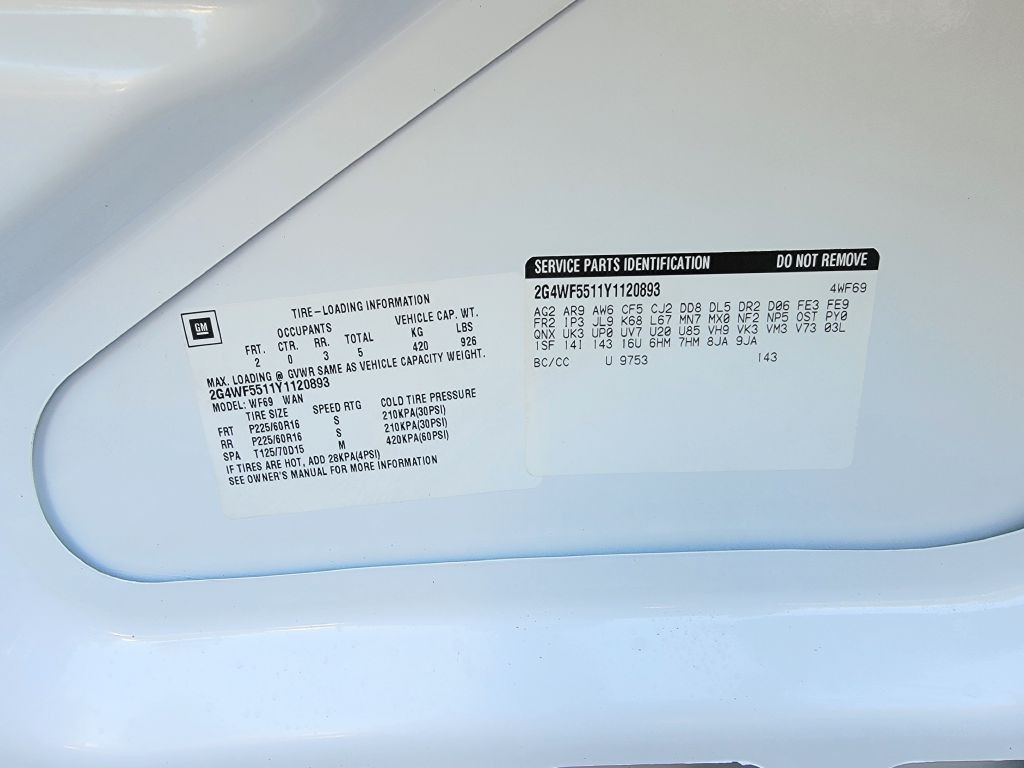 GM
TIRE-LOADING INFORMATION
OCCUPANTS VEHICLE CAP. WT.
FRT. CTR. RR. TOTAL KG LBS
2 0 3 5 420 926
MAX. LOADING @ GVWR SAME AS VEHICLE CAPACITY WEIGHT.
2G4WF5511Y1120893
MODEL: WF69 WAN
TIRE SIZE SPEED RTG COLD TIRE PRESSURE
FRT P225/60R16 S 210KPA(30PSI)
RR P225/60R16 S 210KPA(30PSI)
SPA T125/70D15 M 420KPA(60PSI)
IF TIRES ARE HOT, ADD 28KPA(4PSI)
SEE OWNER'S MANUAL FOR MORE INFORMATION
SERVICE PARTS IDENTIFICATION DO NOT REMOVE
2G4WF5511Y1120893 4WF69
AG2 AR9 AW6 CF5 CJ2 DD8 DL5 DR2 D06 FE3 FE9
FR2 IP3 JL9 K68 L67 MN7 MX0 NF2 NP5 OST PY0
QNX UK3 UP0 UV7 U20 U85 VH9 VK3 VM3 V73 03L
1SF 14I 143 16U 6HM 7HM 8JA 9JA
BC/CC U 9753 143